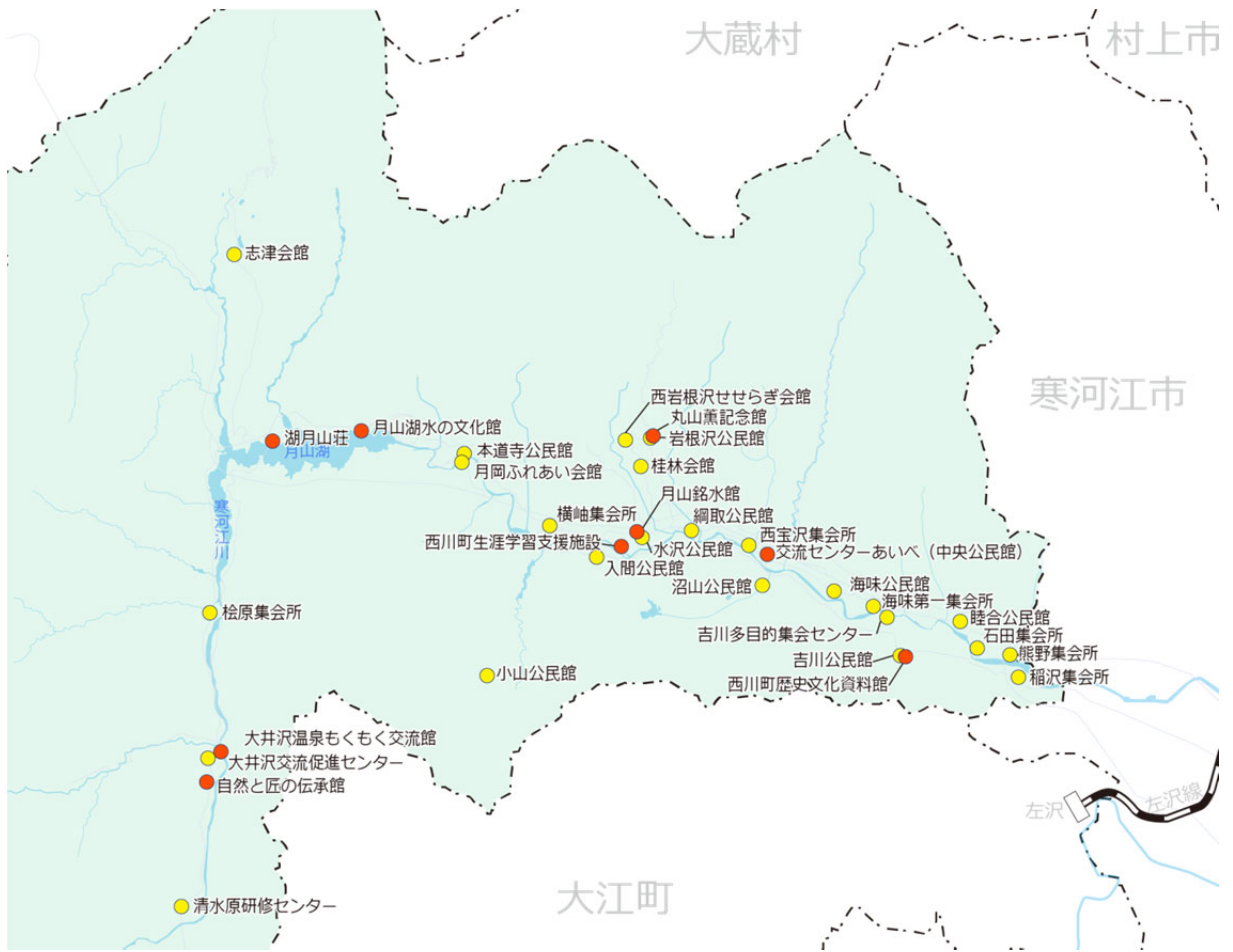 大蔵村
村上市
志津会館
寒河江市
西岩根沢せせらぎ会館
丸山薫記念館
岩根沢公民館
月山湖水の文化館
湖月山荘
月山湖
本道寺公民館
月岡ふれあい会館
桂林会館
月山銘水館
寒河江川
横岫集会所
綱取公民館
西川町生涯学習支援施設
水沢公民館
西宝沢集会所
交流センターあいべ（中央公民館）
入間公民館
沼山公民館
海味公民館
海味第一集会所
桧原集会所
吉川多目的集会センター
睦合公民館
石田集会所
吉川公民館
熊野集会所
小山公民館
西川町歴史文化資料館
稲沢集会所
大井沢温泉もくもく交流館
大井沢交流促進センター
自然と匠の伝承館
左沢
左沢線
大江町
清水原研修センター